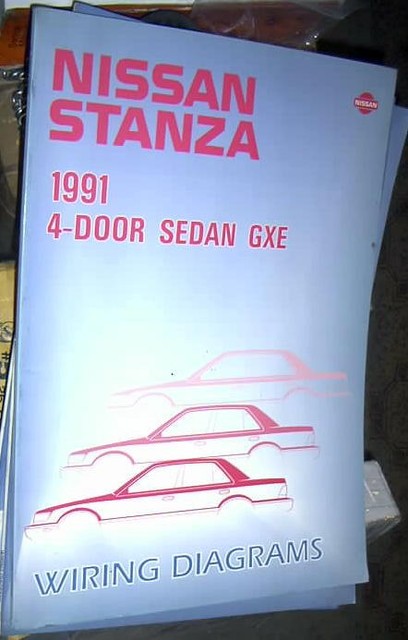 NISSAN
STANZA
NISSAN
1991
4-DOOR SEDAN GXE
WIRING DIAGRAMS